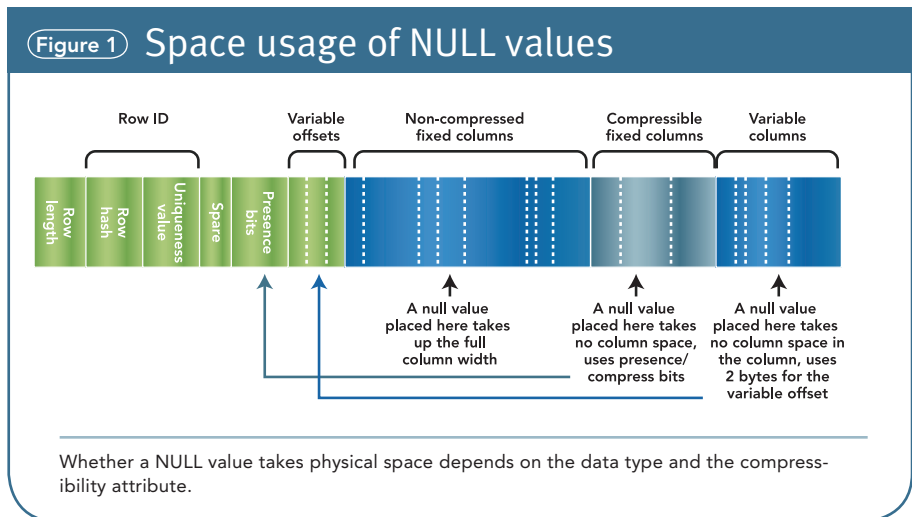 Figure 1 Space usage of NULL values
Row ID
Variable
offsets
Non-compressed
fixed columns
Compressible
fixed columns
Variable
columns
Row
length
Row
hash
Uniqueness
value
Spare
Presence
bits
A null value
placed here takes
up the full
column width
A null value
placed here takes
no column space,
uses presence/
compress bits
A null value
placed here takes
no column space in
the column, uses
2 bytes for the
variable offset
Whether a NULL value takes physical space depends on the data type and the compress-
ibility attribute.